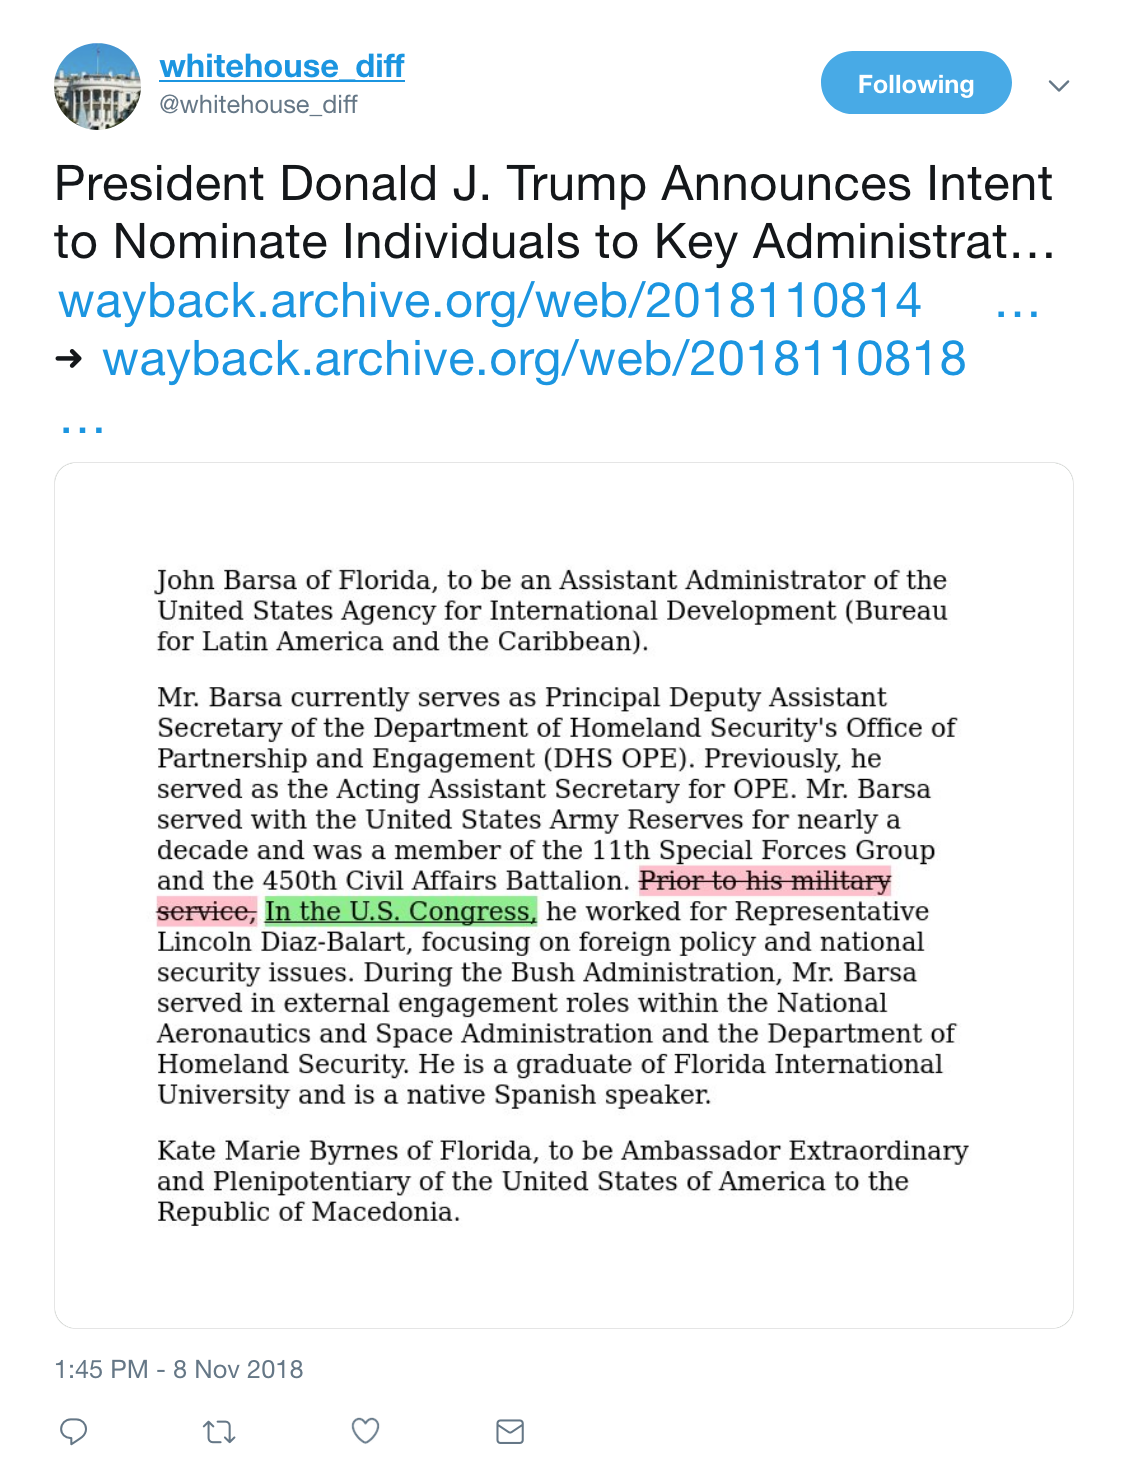 whitehouse_diff
@whitehouse_diff
Following
President Donald J. Trump Announces Intent
to Nominate Individuals to Key Administrat…
wayback.archive.org/web/2018110814 …
➜ wayback.archive.org/web/2018110818
…
John Barsa of Florida, to be an Assistant Administrator of the
United States Agency for International Development (Bureau
for Latin America and the Caribbean).
Mr. Barsa currently serves as Principal Deputy Assistant
Secretary of the Department of Homeland Security's Office of
Partnership and Engagement (DHS OPE). Previously, he
served as the Acting Assistant Secretary for OPE. Mr. Barsa
served with the United States Army Reserves for nearly a
decade and was a member of the 11th Special Forces Group
and the 450th Civil Affairs Battalion. Prior to his military
service, In the U.S. Congress, he worked for Representative
Lincoln Diaz-Balart, focusing on foreign policy and national
security issues. During the Bush Administration, Mr. Barsa
served in external engagement roles within the National
Aeronautics and Space Administration and the Department of
Homeland Security. He is a graduate of Florida International
University and is a native Spanish speaker.
Kate Marie Byrnes of Florida, to be Ambassador Extraordinary
and Plenipotentiary of the United States of America to the
Republic of Macedonia.
1:45 PM - 8 Nov 2018